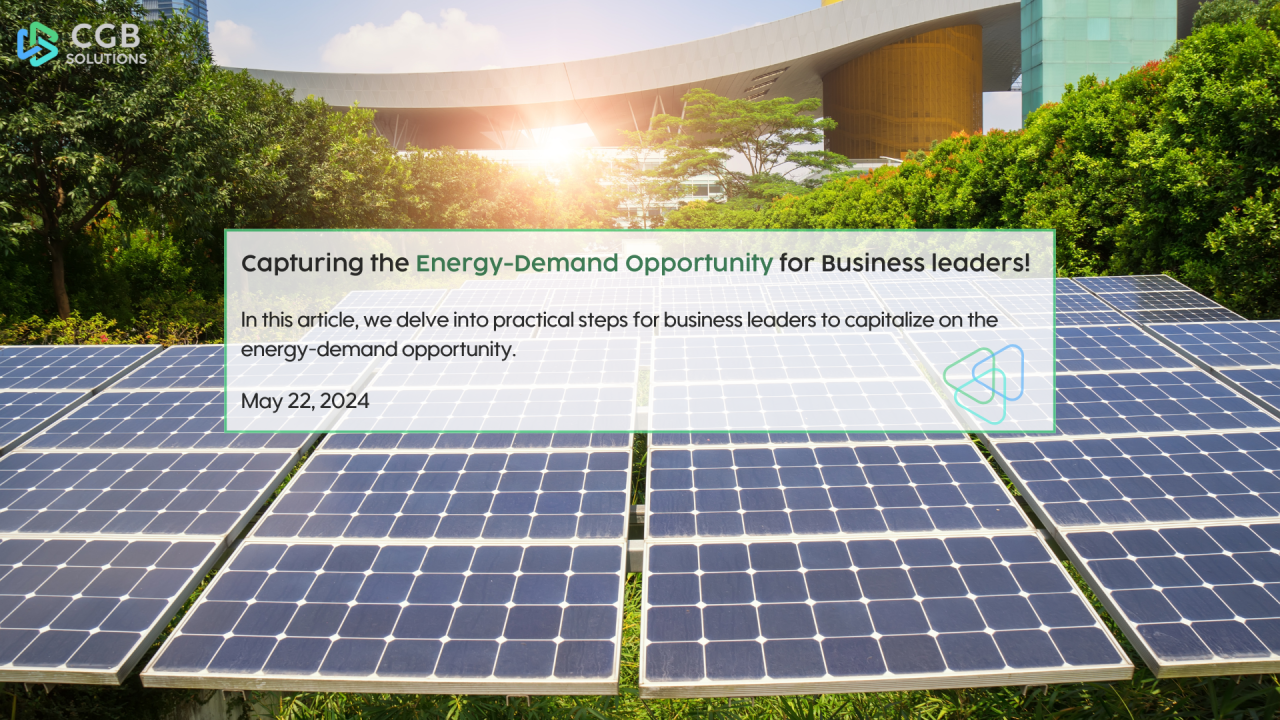 CGB
SOLUTIONS
Capturing the Energy-Demand Opportunity for Business leaders!
In this article, we delve into practical steps for business leaders to capitalize on the
energy-demand opportunity.
May 22, 2024